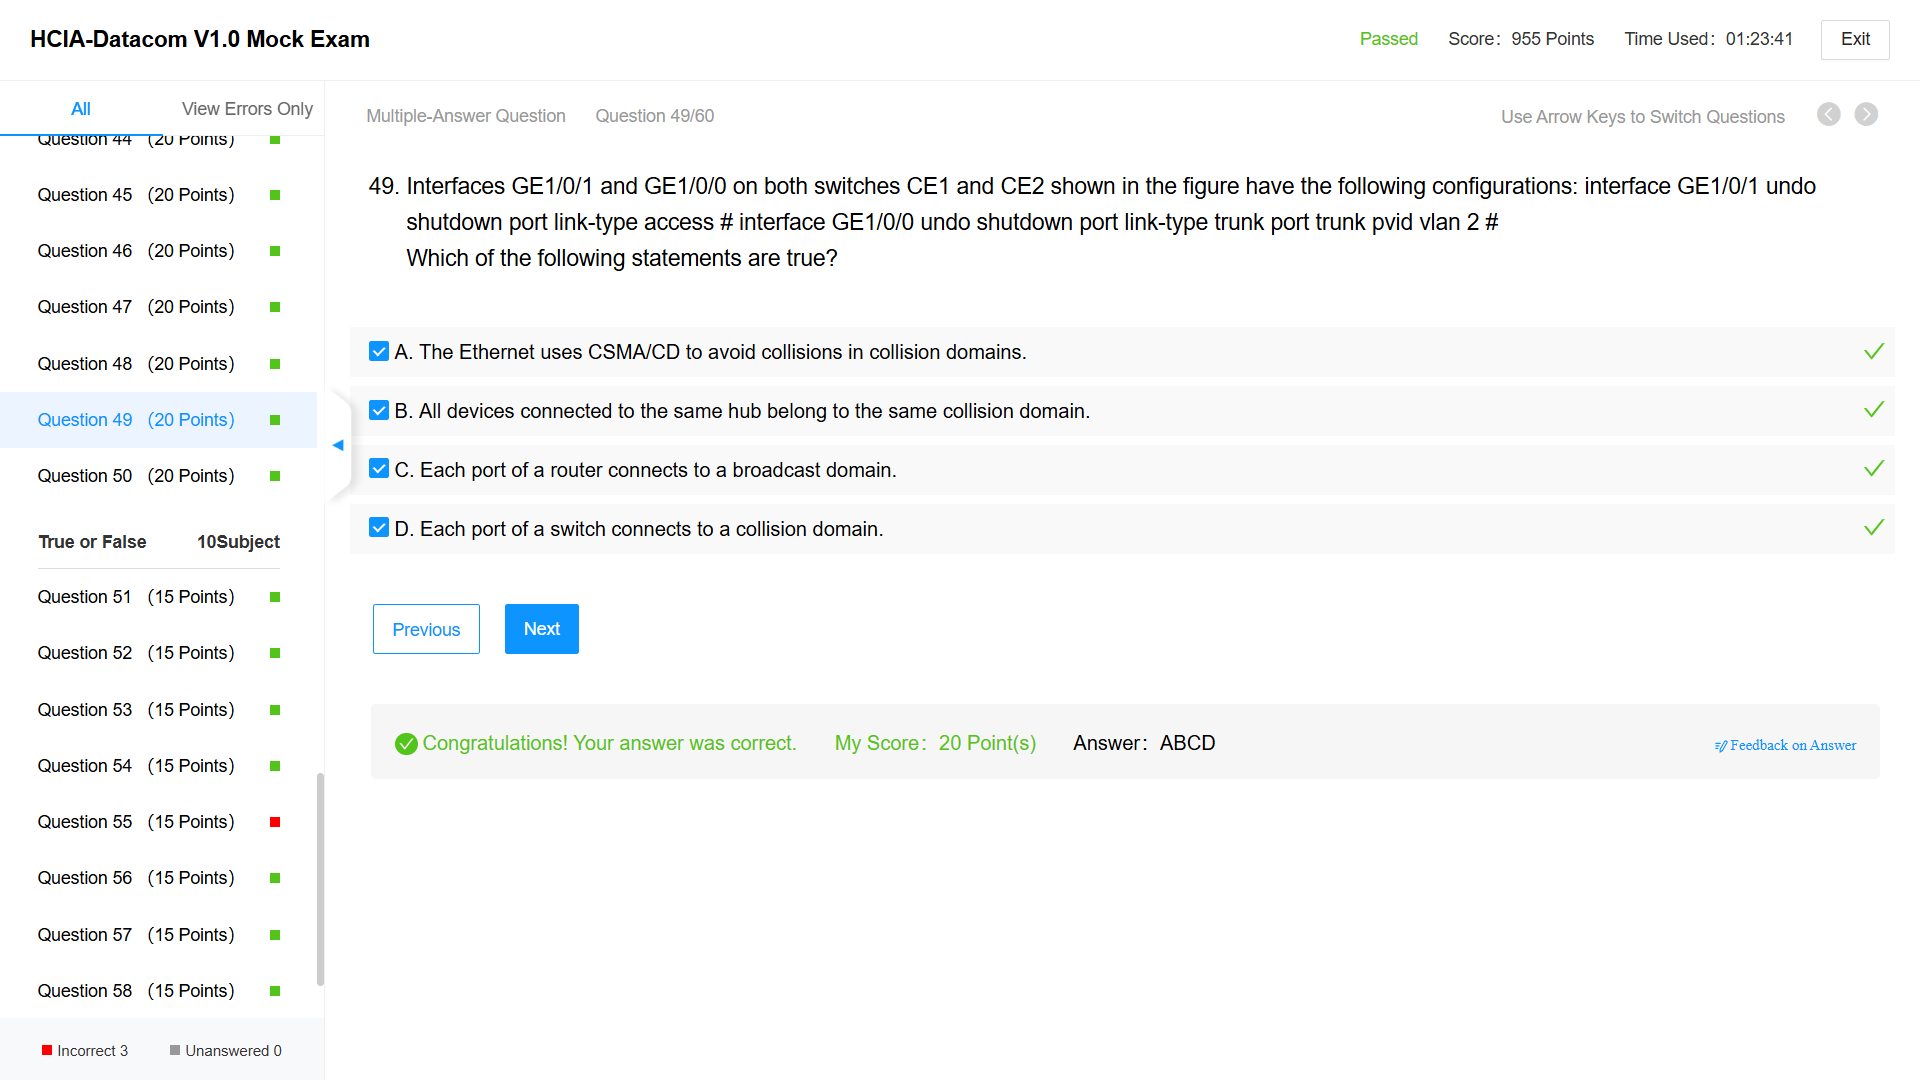 HCIA-Datacom V1.0 Mock Exam
Passed Score: 955 Points Time Used: 01:23:41 Exit
All View Errors Only
Question 44 (20 Points)
Question 45 (20 Points)
Question 46 (20 Points)
Question 47 (20 Points)
Question 48 (20 Points)
Question 49 (20 Points)
Question 50 (20 Points)
True or False 10Subject
Question 51 (15 Points)
Question 52 (15 Points)
Question 53 (15 Points)
Question 54 (15 Points)
Question 55 (15 Points)
Question 56 (15 Points)
Question 57 (15 Points)
Question 58 (15 Points)
Incorrect 3 Unanswered 0
Multiple-Answer Question Question 49/60 Use Arrow Keys to Switch Questions
49. Interfaces GE1/0/1 and GE1/0/0 on both switches CE1 and CE2 shown in the figure have the following configurations: interface GE1/0/1 undo
shutdown port link-type access # interface GE1/0/0 undo shutdown port link-type trunk port trunk pvid vlan 2 #
Which of the following statements are true?
A. The Ethernet uses CSMA/CD to avoid collisions in collision domains.
B. All devices connected to the same hub belong to the same collision domain.
C. Each port of a router connects to a broadcast domain.
D. Each port of a switch connects to a collision domain.
Previous Next
Congratulations! Your answer was correct. My Score: 20 Point(s) Answer: ABCD Feedback on Answer